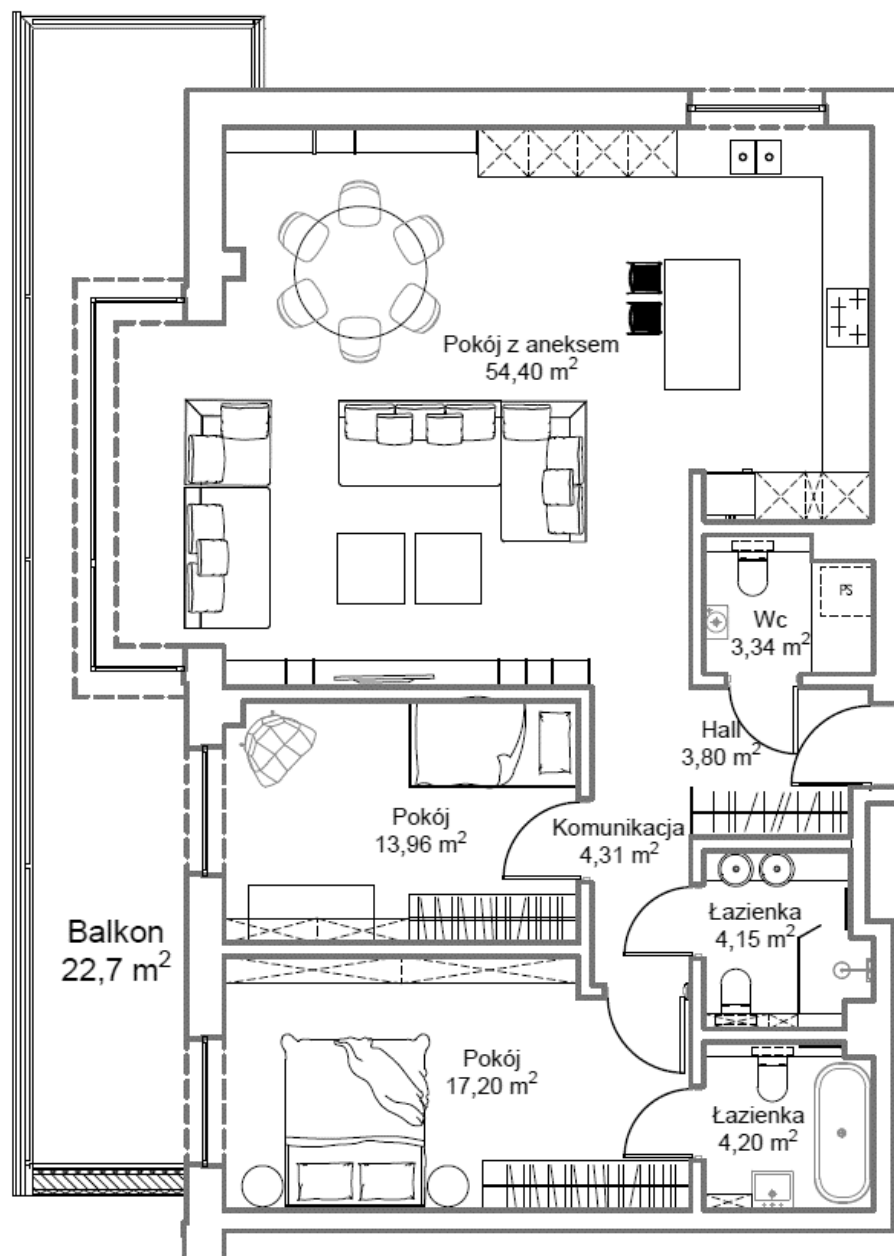 Pokój z aneksem
54,40 m²
PS
Wc
3,34 m²
Hall
3,80 m²
Pokój
13,96 m²
Komunikacja
4,31 m²
Łazienka
4,15 m²
Balkon
22,7 m²
Pokój
17,20 m²
Łazienka
4,20 m²